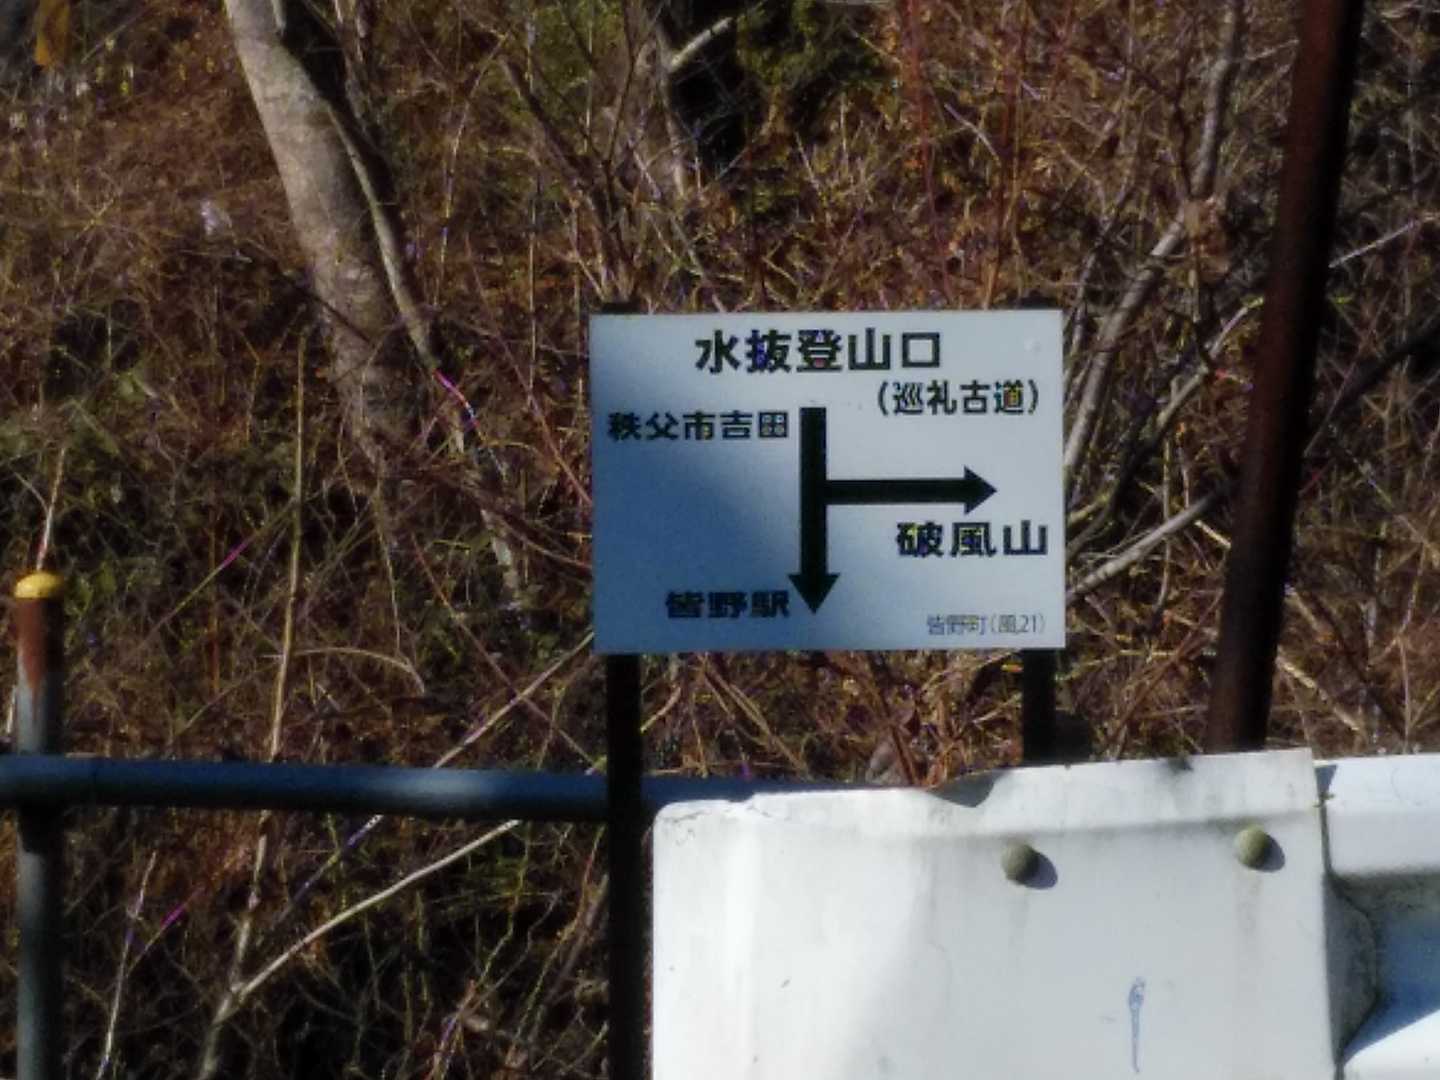 水抜登山口
(巡礼古道)
秩父市吉田
破風山
皆野駅
皆野町(風21)